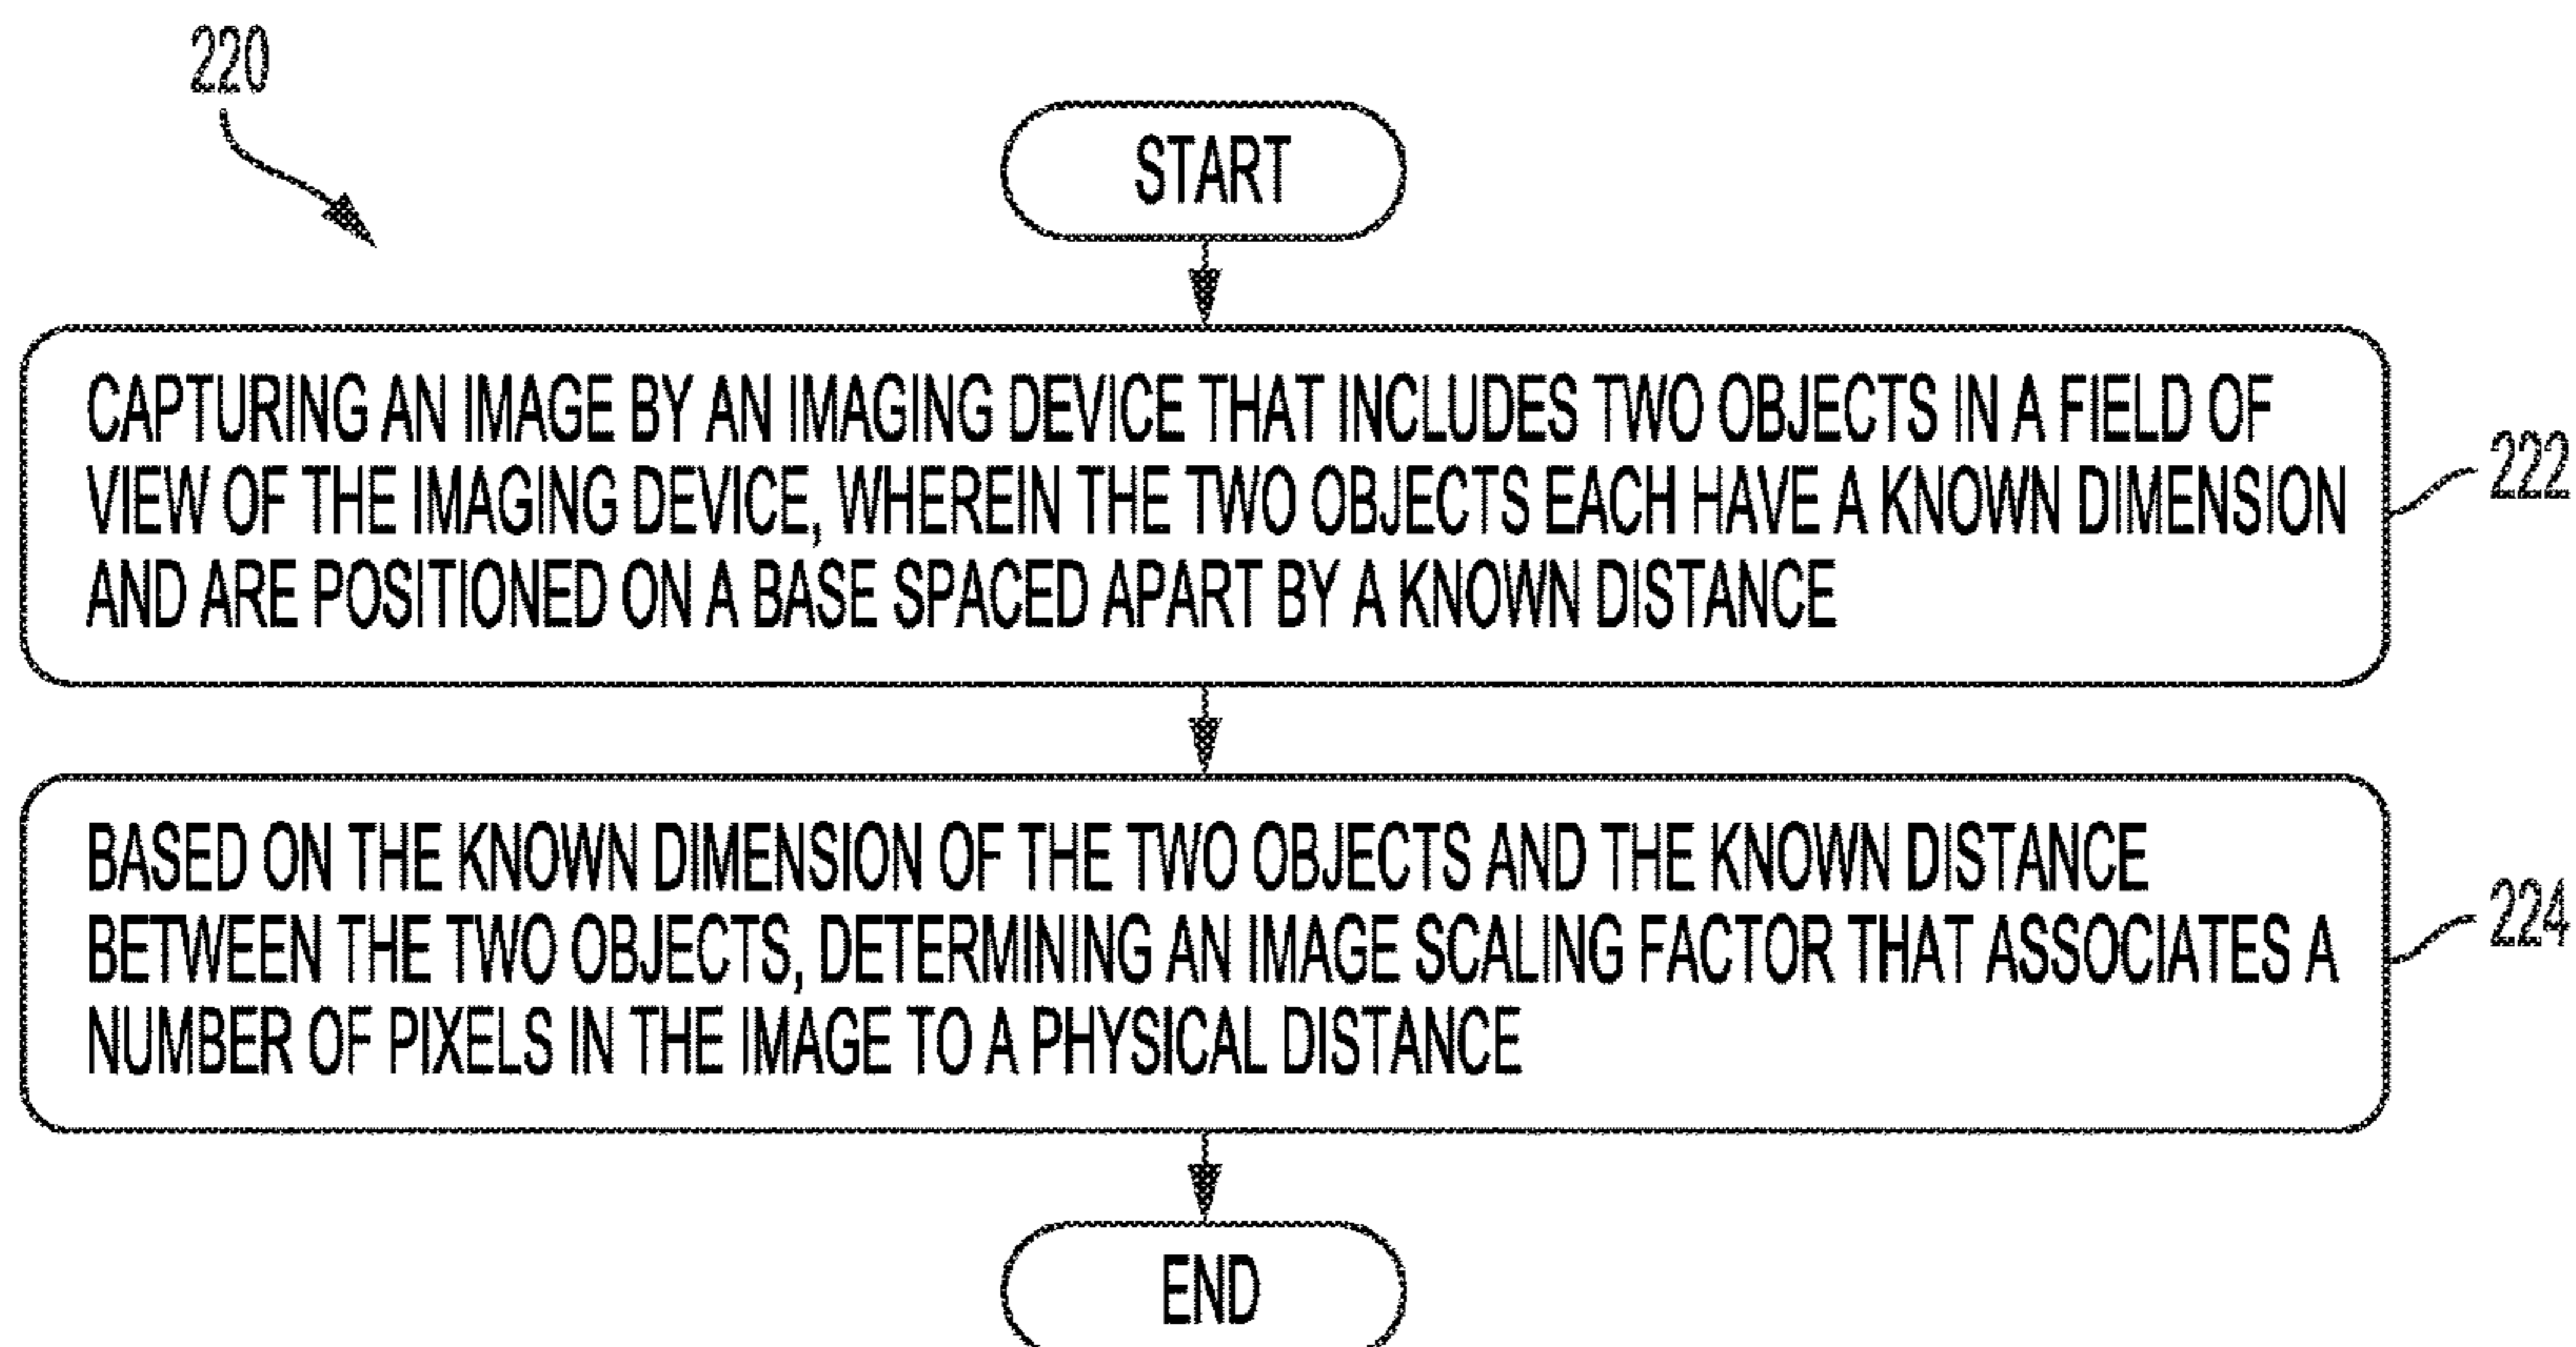 220
START
CAPTURING AN IMAGE BY AN IMAGING DEVICE THAT INCLUDES TWO OBJECTS IN A FIELD OF
VIEW OF THE IMAGING DEVICE, WHEREIN THE TWO OBJECTS EACH HAVE A KNOWN DIMENSION
AND ARE POSITIONED ON A BASE SPACED APART BY A KNOWN DISTANCE
222
BASED ON THE KNOWN DIMENSION OF THE TWO OBJECTS AND THE KNOWN DISTANCE
BETWEEN THE TWO OBJECTS, DETERMINING AN IMAGE SCALING FACTOR THAT ASSOCIATES A
NUMBER OF PIXELS IN THE IMAGE TO A PHYSICAL DISTANCE
224
END